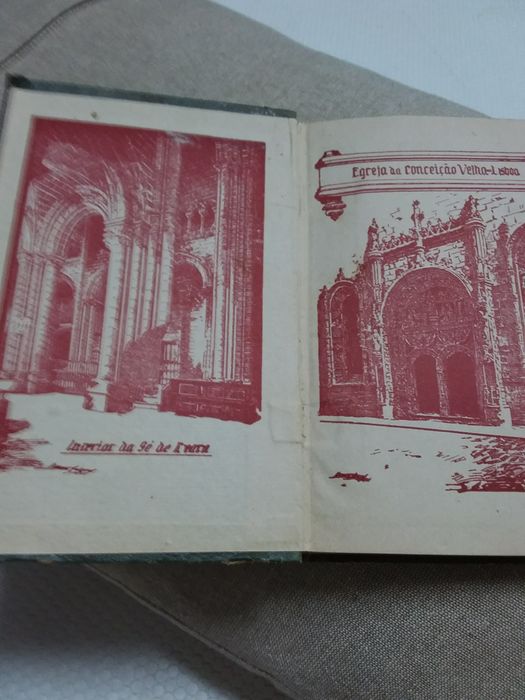 Interior da Sé de Evora
Egreja da Conceição Velha-Lisboa